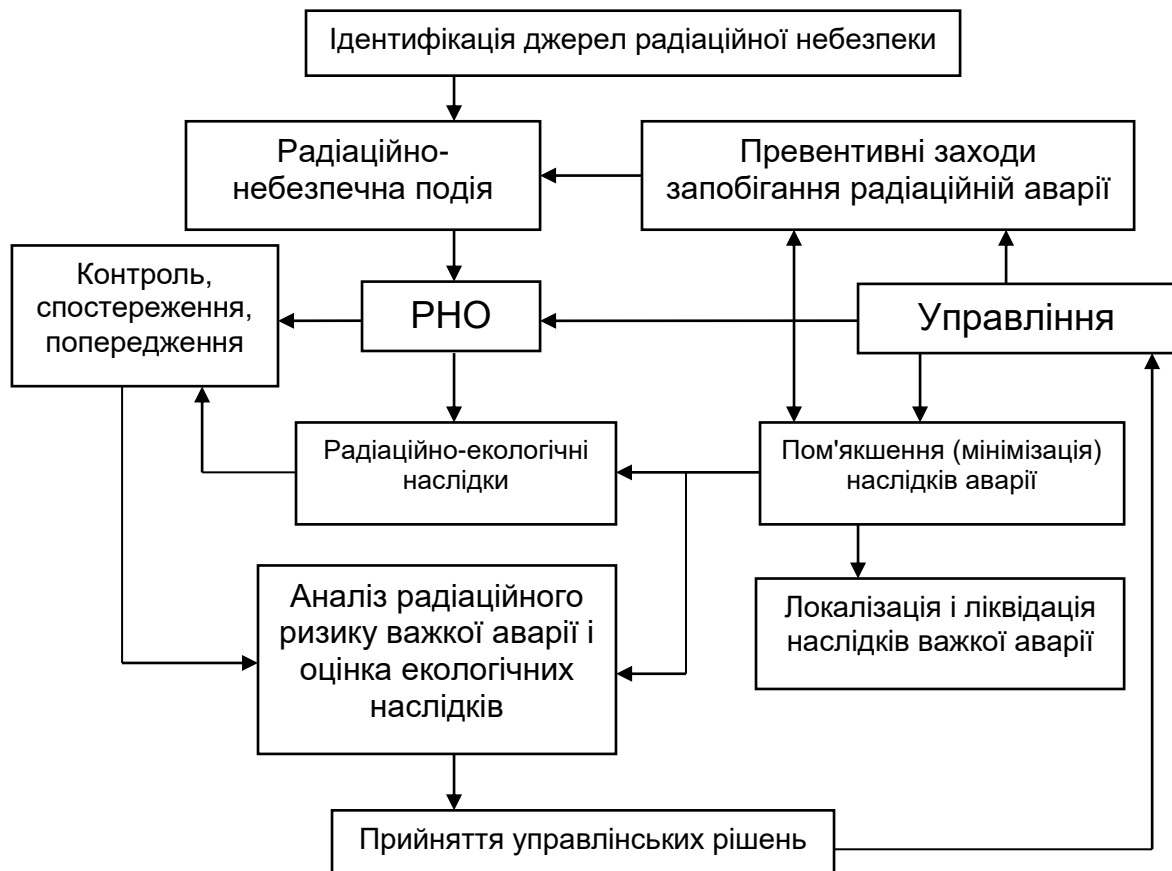 Ідентифікація джерел радіаційної небезпеки
Радіаційно-
небезпечна подія
Превентивні заходи
запобігання радіаційній аварії
Контроль,
спостереження,
попередження
РНО
Управління
Радіаційно-екологічні
наслідки
Пом'якшення (мінімізація)
наслідків аварії
Аналіз радіаційного
ризику важкої аварії і
оцінка екологічних
наслідків
Локалізація і ліквідація
наслідків важкої аварії
Прийняття управлінських рішень